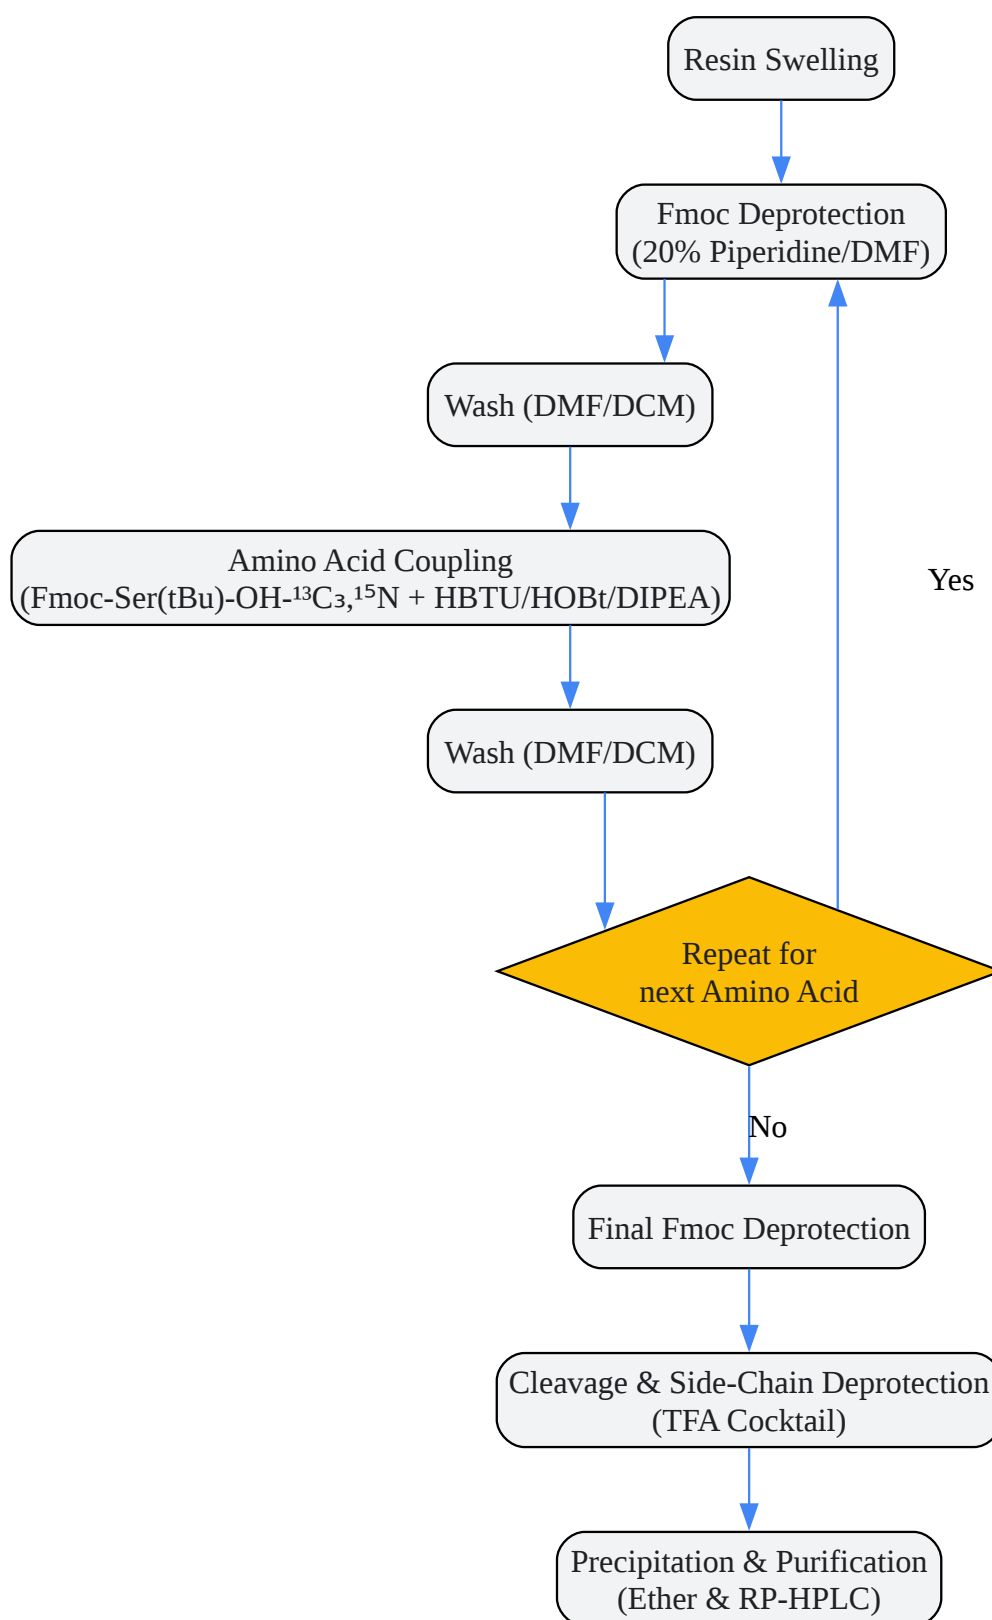 Resin Swelling
Fmoc Deprotection
(20% Piperidine/DMF)
Wash (DMF/DCM)
Amino Acid Coupling
(Fmoc-Ser(tBu)-OH-¹³C₃,¹⁵N + HBTU/HOBt/DIPEA)
Yes
Wash (DMF/DCM)
Repeat for
next Amino Acid
No
Final Fmoc Deprotection
Cleavage & Side-Chain Deprotection
(TFA Cocktail)
Precipitation & Purification
(Ether & RP-HPLC)